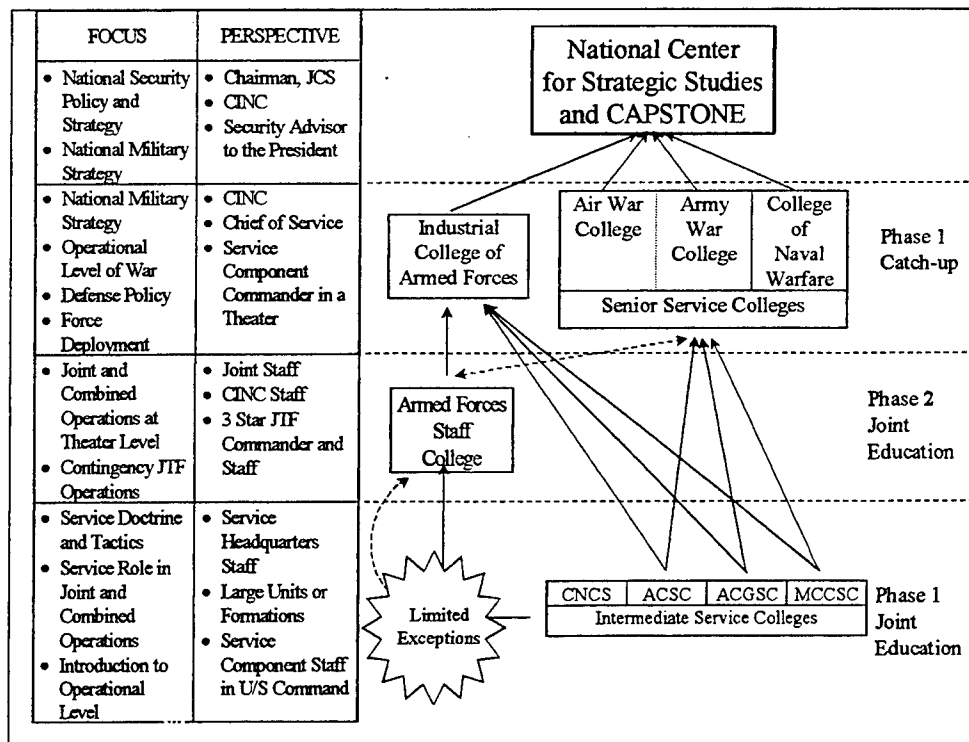 FOCUS
PERSPECTIVE
• National Security
Policy and
Strategy
• National Military
Strategy
• Chairman, JCS
• CINC
• Security Advisor
to the President
National Center
for Strategic Studies
and CAPSTONE
• National Military
Strategy
• Operational
Level of War
• Defense Policy
• Force
Deployment
• CINC
• Chief of Service
• Service
Component
Commander in a
Theater
Industrial
College of
Armed Forces
Air War
College
Army
War
College
College
of
Naval
Warfare
Senior Service Colleges
Phase 1
Catch-up
• Joint and
Combined
Operations at
Theater Level
• Contingency JTF
Operations
• Joint Staff
• CINC Staff
• 3 Star JTF
Commander and
Staff
Armed Forces
Staff
College
Phase 2
Joint
Education
• Service Doctrine
and Tactics
• Service Role in
Joint and
Combined
Operations
• Introduction to
Operational
Level
• Service
Headquarters
Staff
• Large Units or
Formations
• Service
Component Staff
in U/S Command
Limited
Exceptions
CNCS ACSC ACGSC MCCSC
Intermediate Service Colleges
Phase 1
Joint
Education